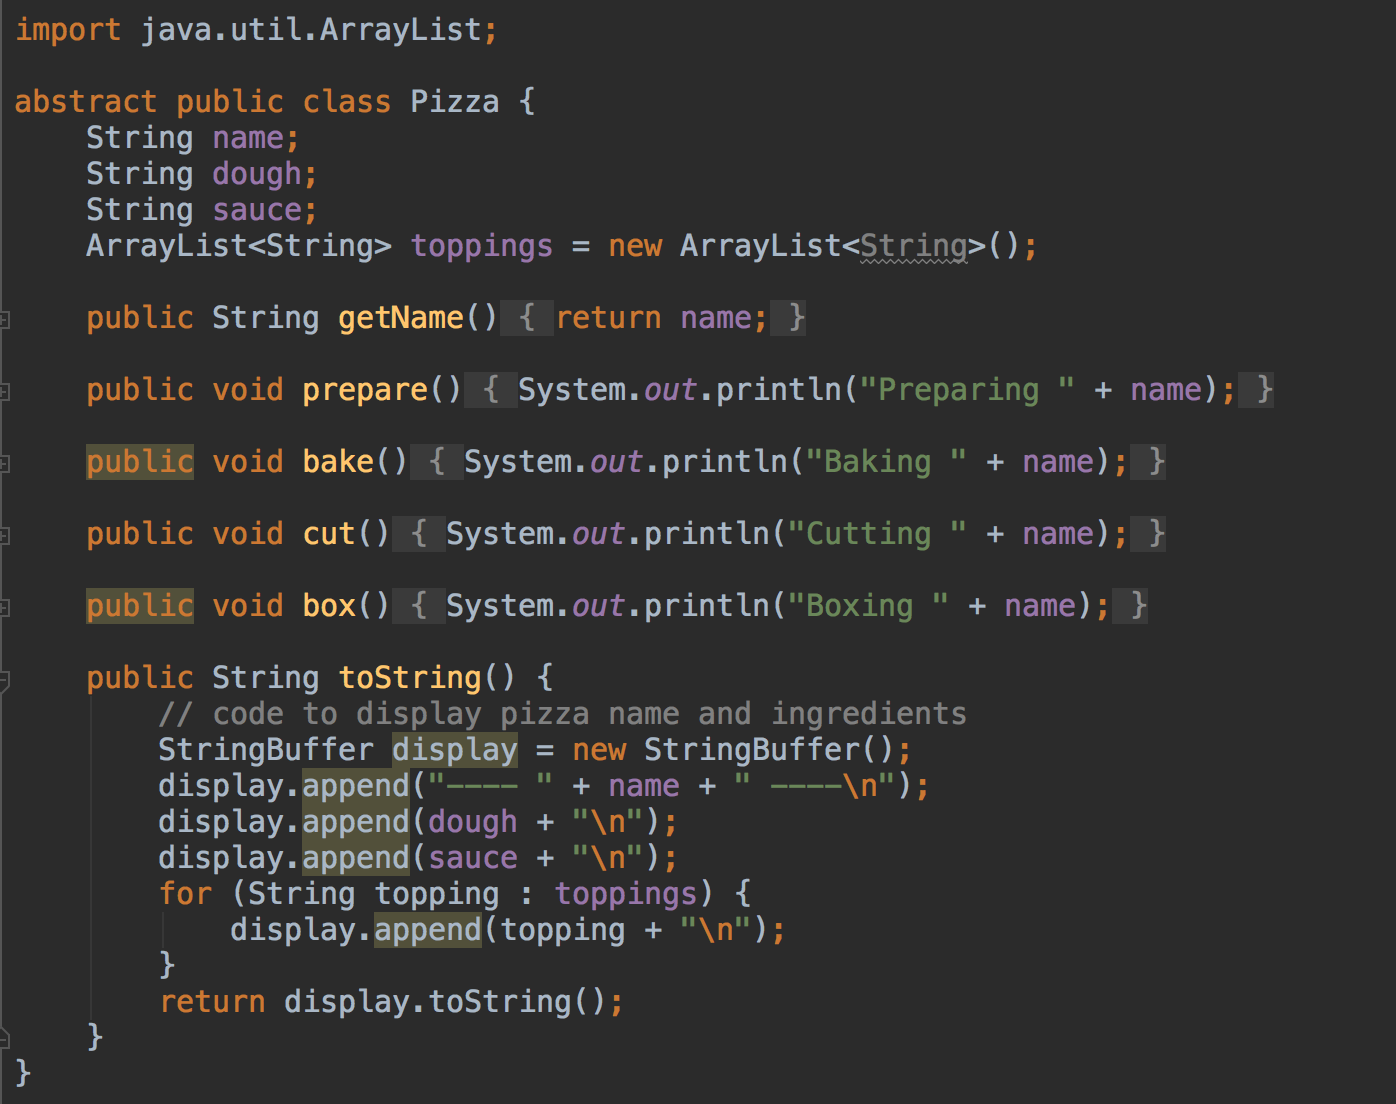 import java.util.ArrayList;
abstract public class Pizza {
    String name;
    String dough;
    String sauce;
    ArrayList<String> toppings = new ArrayList<String>();
    public String getName() { return name; }
    public void prepare() { System.out.println("Preparing " + name); }
    public void bake() { System.out.println("Baking " + name); }
    public void cut() { System.out.println("Cutting " + name); }
    public void box() { System.out.println("Boxing " + name); }
    public String toString() {
        // code to display pizza name and ingredients
        StringBuffer display = new StringBuffer();
        display.append("---- " + name + " ----\n");
        display.append(dough + "\n");
        display.append(sauce + "\n");
        for (String topping : toppings) {
            display.append(topping + "\n");
        }
        return display.toString();
    }
}